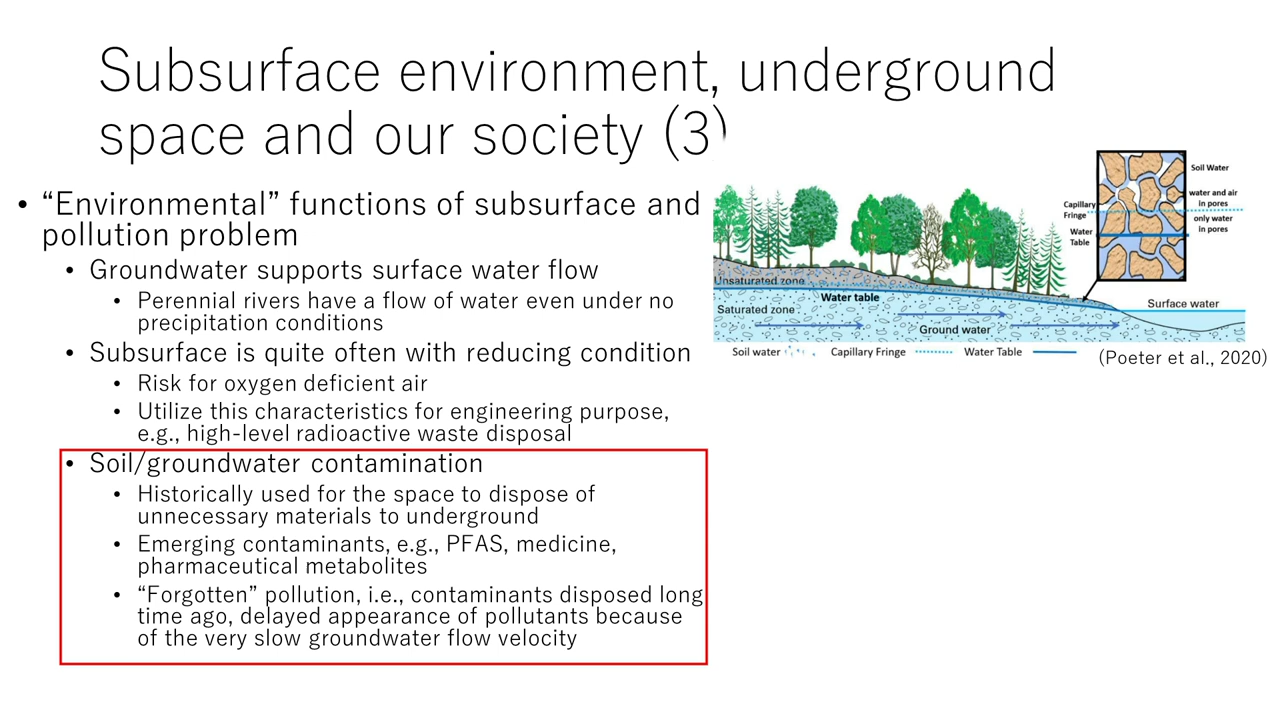 Subsurface environment, underground
space and our society (3)
• “Environmental” functions of subsurface and
pollution problem
• Groundwater supports surface water flow
• Perennial rivers have a flow of water even under no
precipitation conditions
• Subsurface is quite often with reducing condition
• Risk for oxygen deficient air
• Utilize this characteristics for engineering purpose,
e.g., high-level radioactive waste disposal
• Soil/groundwater contamination
• Historically used for the space to dispose of
unnecessary materials to underground
• Emerging contaminants, e.g., PFAS, medicine,
pharmaceutical metabolites
• “Forgotten” pollution, i.e., contaminants disposed long
time ago, delayed appearance of pollutants because
of the very slow groundwater flow velocity
Soil Water
water and air
in pores
Capillary
Fringe
only water
in pores
Water
Table
Unsaturated zone
Water table
Surface water
Saturated zone
Ground water
Soil water
Capillary Fringe
Water Table
(Poeter et al., 2020)